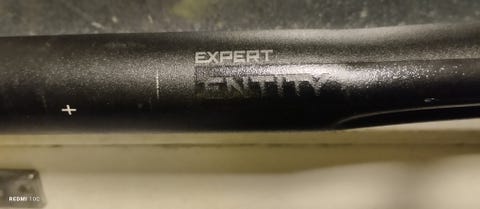 EXPERT
ENTITY
+
REDMI 10C